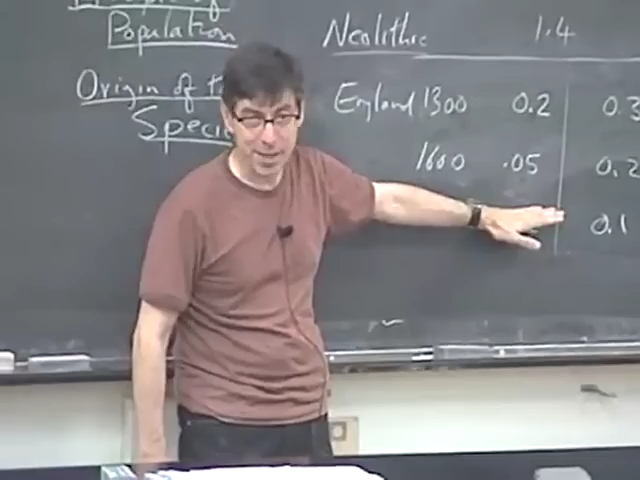 Population
Origin of
Species
Neolithic 1.4
England 1300 0.2 0.3
1600 .05 0.2
0.1